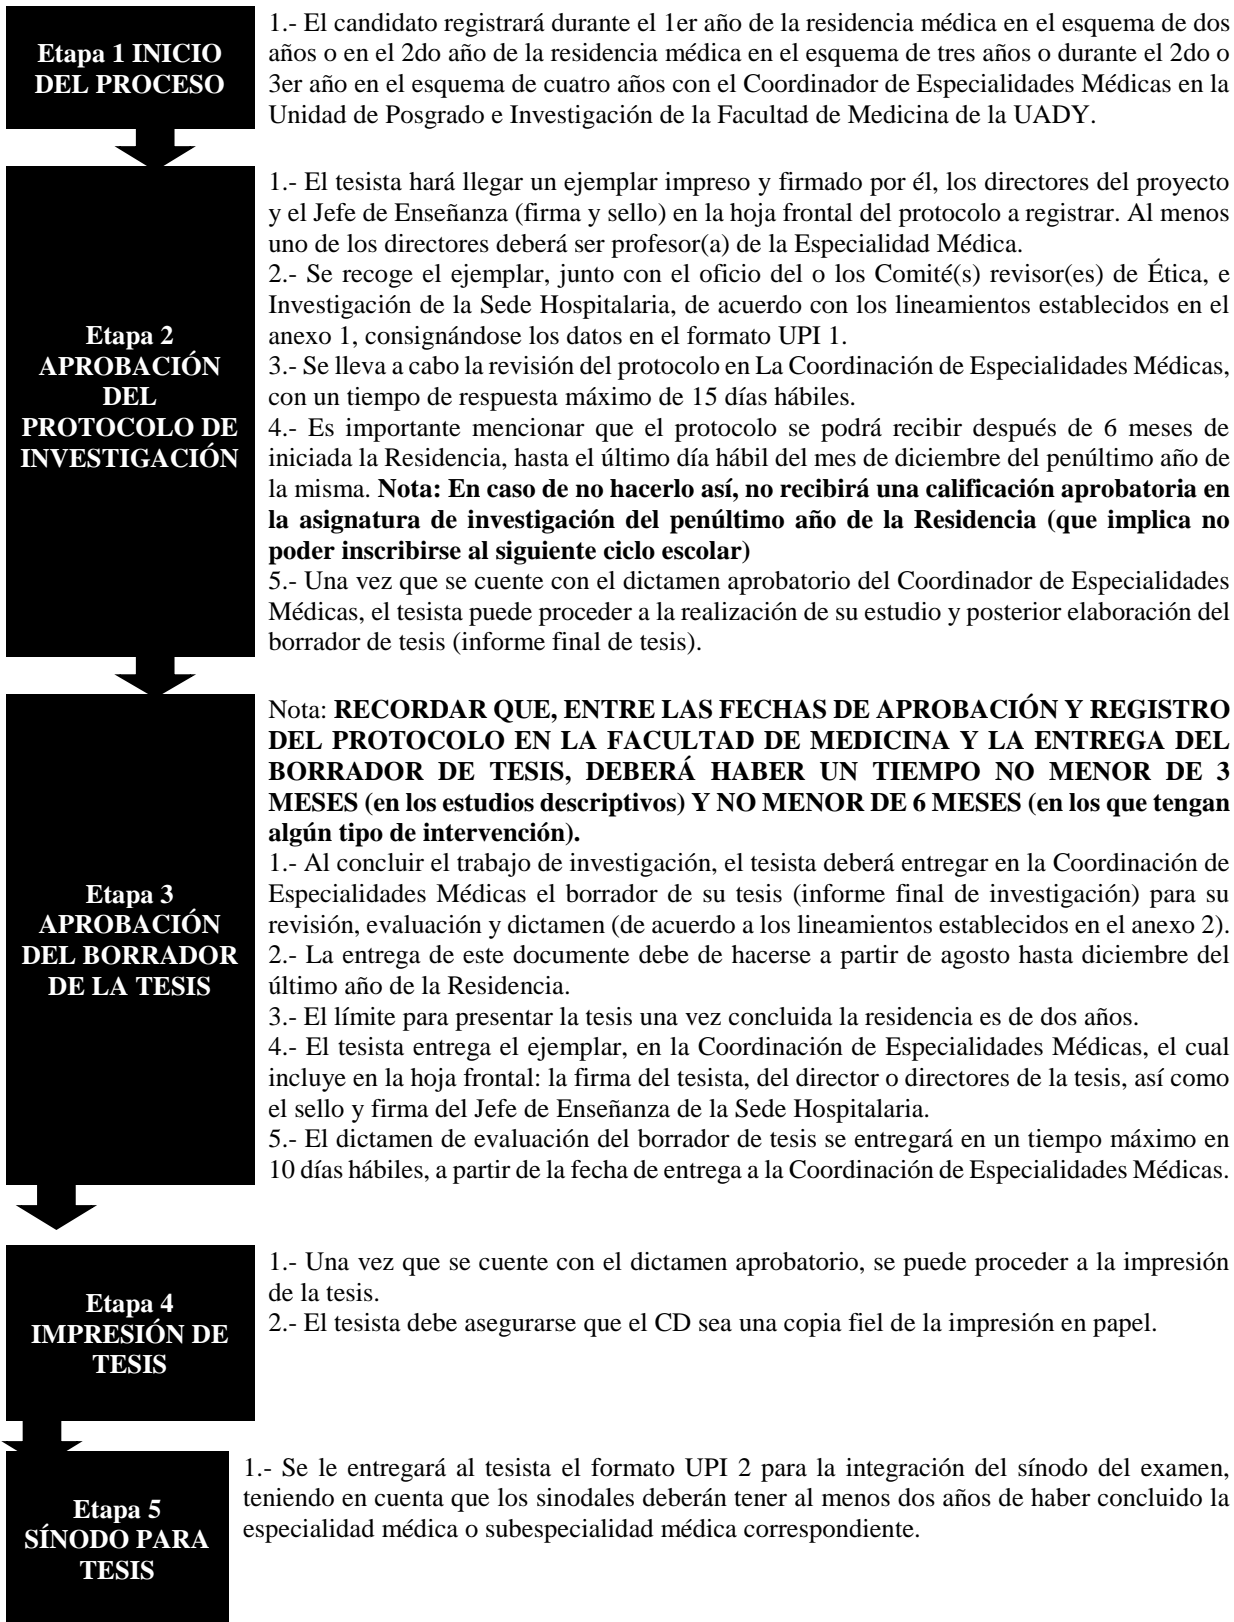 Etapa 1 INICIO
DEL PROCESO
1.- El candidato registrará durante el 1er año de la residencia médica en el esquema de dos
años o en el 2do año de la residencia médica en el esquema de tres años o durante el 2do o
3er año en el esquema de cuatro años con el Coordinador de Especialidades Médicas en la
Unidad de Posgrado e Investigación de la Facultad de Medicina de la UADY.
Etapa 2
APROBACIÓN
DEL
PROTOCOLO DE
INVESTIGACIÓN
1.- El tesista hará llegar un ejemplar impreso y firmado por él, los directores del proyecto
y el Jefe de Enseñanza (firma y sello) en la hoja frontal del protocolo a registrar. Al menos
uno de los directores deberá ser profesor(a) de la Especialidad Médica.
2.- Se recoge el ejemplar, junto con el oficio del o los Comité(s) revisor(es) de Ética, e
Investigación de la Sede Hospitalaria, de acuerdo con los lineamientos establecidos en el
anexo 1, consignándose los datos en el formato UPI 1.
3.- Se lleva a cabo la revisión del protocolo en La Coordinación de Especialidades Médicas,
con un tiempo de respuesta máximo de 15 días hábiles.
4.- Es importante mencionar que el protocolo se podrá recibir después de 6 meses de
iniciada la Residencia, hasta el último día hábil del mes de diciembre del penúltimo año de
la misma. Nota: En caso de no hacerlo así, no recibirá una calificación aprobatoria en
la asignatura de investigación del penúltimo año de la Residencia (que implica no
poder inscribirse al siguiente ciclo escolar)
5.- Una vez que se cuente con el dictamen aprobatorio del Coordinador de Especialidades
Médicas, el tesista puede proceder a la realización de su estudio y posterior elaboración del
borrador de tesis (informe final de tesis).
Etapa 3
APROBACIÓN
DEL BORRADOR
DE LA TESIS
Nota: RECORDAR QUE, ENTRE LAS FECHAS DE APROBACIÓN Y REGISTRO
DEL PROTOCOLO EN LA FACULTAD DE MEDICINA Y LA ENTREGA DEL
BORRADOR DE TESIS, DEBERÁ HABER UN TIEMPO NO MENOR DE 3
MESES (en los estudios descriptivos) Y NO MENOR DE 6 MESES (en los que tengan
algún tipo de intervención).
1.- Al concluir el trabajo de investigación, el tesista deberá entregar en la Coordinación de
Especialidades Médicas el borrador de su tesis (informe final de investigación) para su
revisión, evaluación y dictamen (de acuerdo a los lineamientos establecidos en el anexo 2).
2.- La entrega de este documente debe de hacerse a partir de agosto hasta diciembre del
último año de la Residencia.
3.- El límite para presentar la tesis una vez concluida la residencia es de dos años.
4.- El tesista entrega el ejemplar, en la Coordinación de Especialidades Médicas, el cual
incluye en la hoja frontal: la firma del tesista, del director o directores de la tesis, así como
el sello y firma del Jefe de Enseñanza de la Sede Hospitalaria.
5.- El dictamen de evaluación del borrador de tesis se entregará en un tiempo máximo en
10 días hábiles, a partir de la fecha de entrega a la Coordinación de Especialidades Médicas.
Etapa 4
IMPRESIÓN DE
TESIS
1.- Una vez que se cuente con el dictamen aprobatorio, se puede proceder a la impresión
de la tesis.
2.- El tesista debe asegurarse que el CD sea una copia fiel de la impresión en papel.
Etapa 5
SÍNODO PARA
TESIS
1.- Se le entregará al tesista el formato UPI 2 para la integración del sínodo del examen,
teniendo en cuenta que los sinodales deberán tener al menos dos años de haber concluido la
especialidad médica o subespecialidad médica correspondiente.